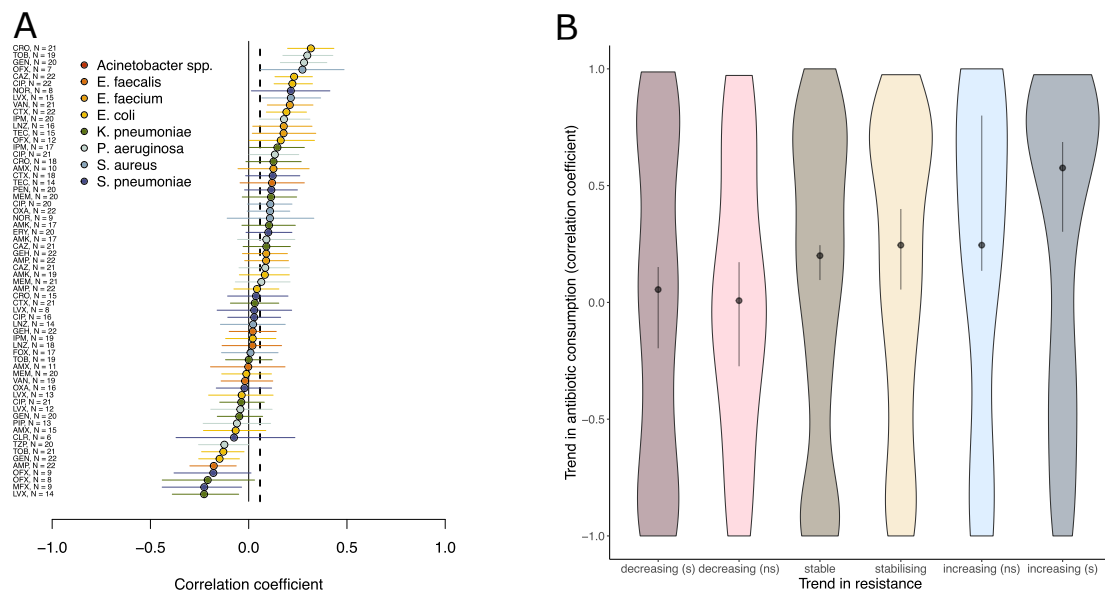 A
CRO, N = 21
TOB, N = 19
GEN, N = 20
OFX, N = 7
CAZ, N = 22
CIP, N = 22
NOR, N = 8
LVX, N = 15
VAN, N = 21
CTX, N = 22
IPM, N = 20
LNZ, N = 16
TEC, N = 15
OFX, N = 12
IPM, N = 17
CIP, N = 21
CRO, N = 18
AMX, N = 10
CTX, N = 18
TEC, N = 14
PEN, N = 20
MEM, N = 20
CIP, N = 20
OXA, N = 22
NOR, N = 9
AMK, N = 17
ERY, N = 20
AMK, N = 17
CAZ, N = 21
GEH, N = 22
AMP, N = 22
CAZ, N = 21
AMK, N = 19
MEM, N = 21
AMP, N = 22
CRO, N = 15
CTX, N = 21
LVX, N = 8
CIP, N = 16
LNZ, N = 14
GEH, N = 22
IPM, N = 19
LNZ, N = 18
FOX, N = 17
TOB, N = 19
AMX, N = 11
MEM, N = 20
VAN, N = 19
OXA, N = 16
LVX, N = 13
CIP, N = 21
LVX, N = 12
GEN, N = 20
PIP, N = 13
AMX, N = 15
CLR, N = 6
TZP, N = 20
TOB, N = 21
GEN, N = 22
AMP, N = 22
OFX, N = 9
OFX, N = 8
MFX, N = 9
LVX, N = 14
Acinetobacter spp.
E. faecalis
E. faecium
E. coli
K. pneumoniae
P. aeruginosa
S. aureus
S. pneumoniae
−1.0 −0.5 0.0 0.5 1.0
Correlation coefficient
B
Trend in antibiotic consumption (correlation coefficient)
1.0
0.5
0.0
−0.5
−1.0
decreasing (s) decreasing (ns) stable stabilising increasing (ns) increasing (s)
Trend in resistance